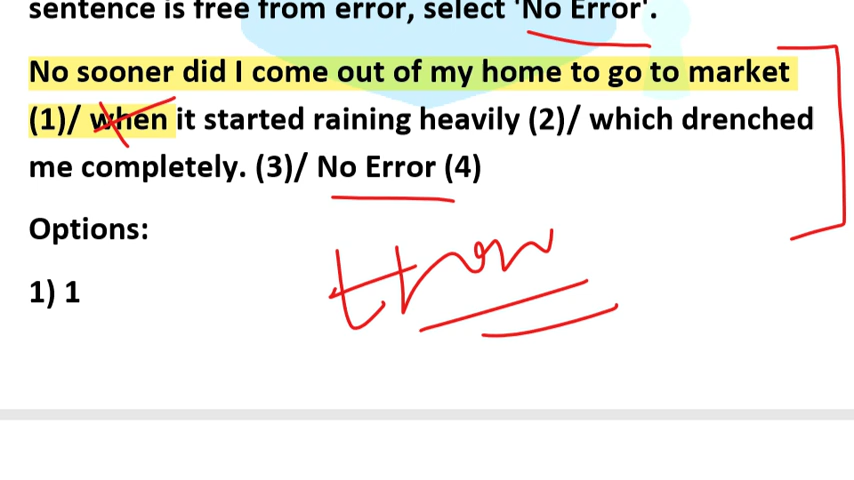 sentence is free from error, select 'No Error'.
No sooner did I come out of my home to go to market
(1)/ when it started raining heavily (2)/ which drenched
me completely. (3)/ No Error (4)
Options:
than
1) 1